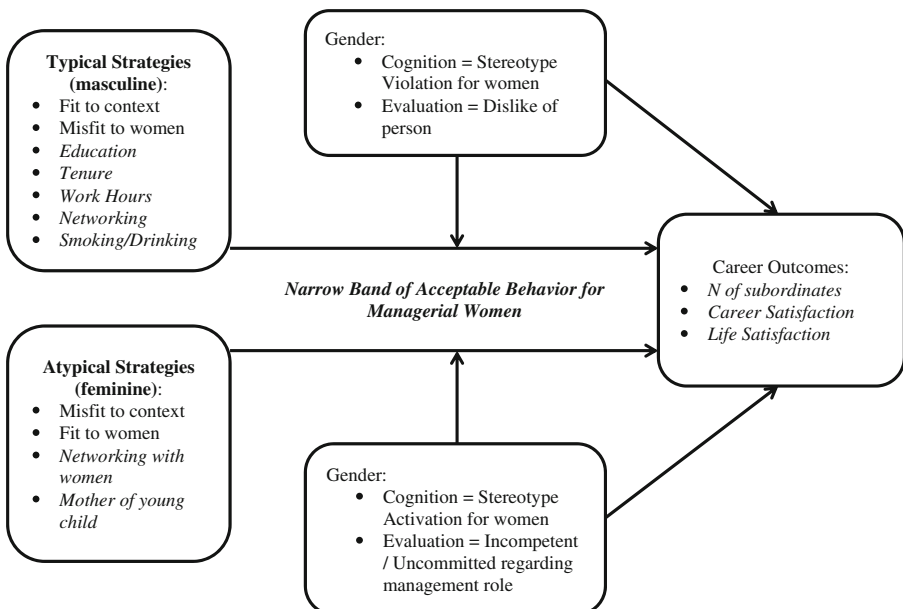 Typical Strategies
(masculine):
• Fit to context
• Misfit to women
• Education
• Tenure
• Work Hours
• Networking
• Smoking/Drinking
Gender:
• Cognition = Stereotype
Violation for women
• Evaluation = Dislike of
person
Narrow Band of Acceptable Behavior for
Managerial Women
Career Outcomes:
• N of subordinates
• Career Satisfaction
• Life Satisfaction
Atypical Strategies
(feminine):
• Misfit to context
• Fit to women
• Networking with
women
• Mother of young
child
Gender:
• Cognition = Stereotype
Activation for women
• Evaluation = Incompetent
/ Uncommitted regarding
management role